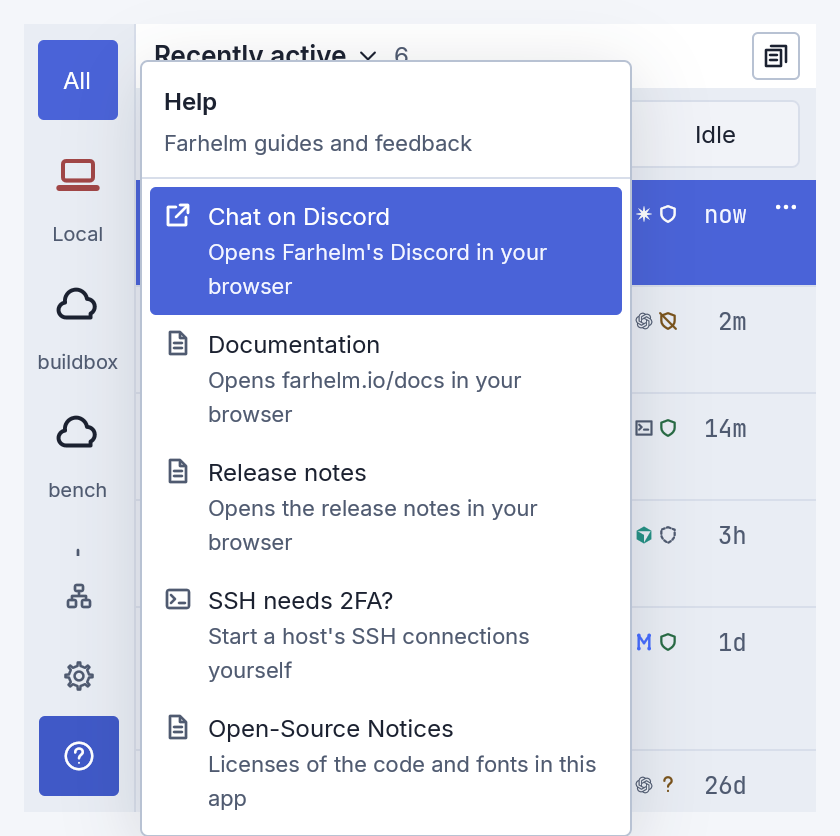 All
Recently active 6
Help
Farhelm guides and feedback
Idle
Local
buildbox
bench
Chat on Discord
Opens Farhelm's Discord in your
browser
Documentation
Opens farhelm.io/docs in your
browser
Release notes
Opens the release notes in your
browser
SSH needs 2FA?
Start a host's SSH connections
yourself
Open-Source Notices
Licenses of the code and fonts in this
app
now
2m
14m
3h
1d
26d